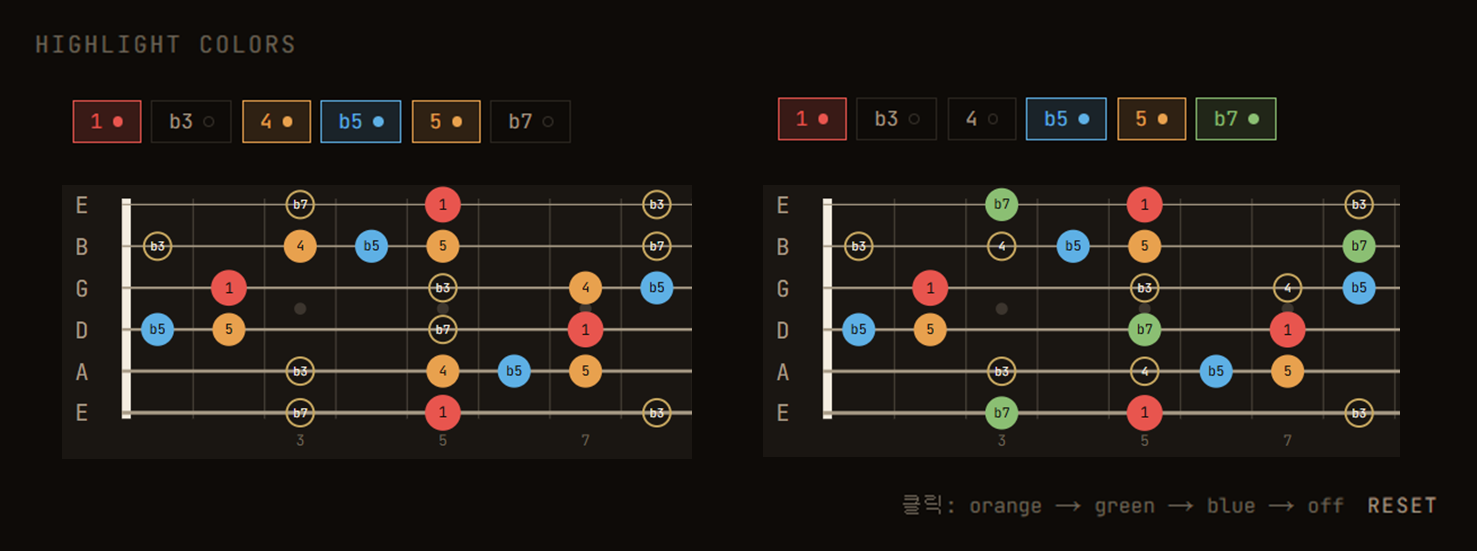 HIGHLIGHT COLORS
1 b3 4 b5 5 b7
1 b3 4 b5 5 b7
E b7 1 b3
B b3 4 b5 5 b7
G 1 b3 4 b5
D b5 5 b7 1
A b3 4 b5 5
E b7 1 b3
3 5 7
E b7 1 b3
B b3 4 b5 5 b7
G 1 b3 4 b5
D b5 5 b7 1
A b3 4 b5 5
E b7 1 b3
3 5 7
클릭: orange → green → blue → off RESET